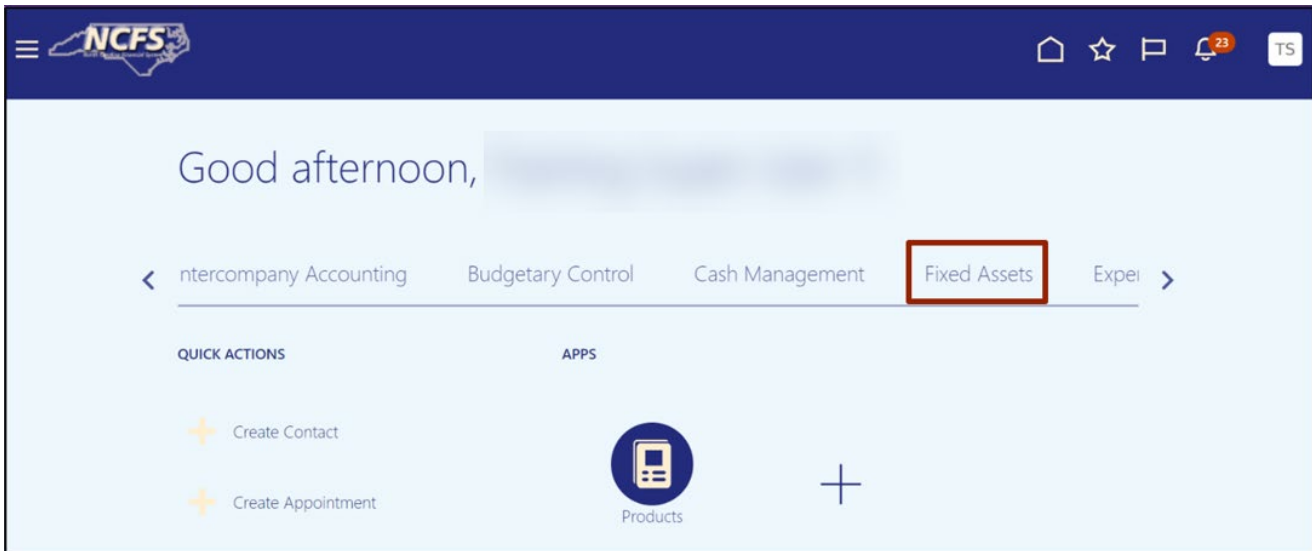 NCFS
23
TS
Good afternoon,
ntercompany Accounting Budgetary Control Cash Management Fixed Assets Exper
QUICK ACTIONS APPS
Create Contact
Create Appointment
Products